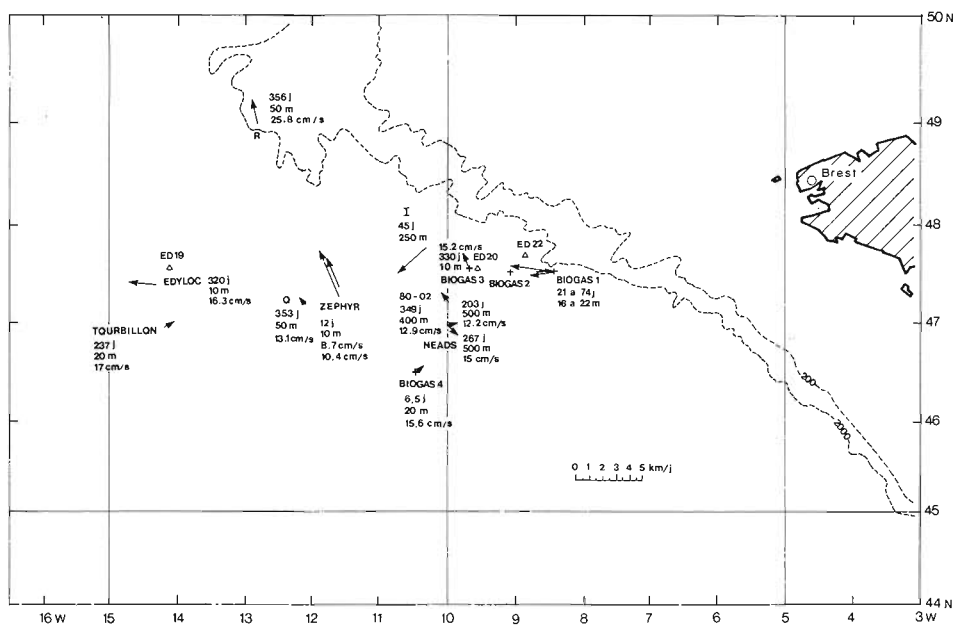 50 N
49
48
47
46
45
44 N
16 W
15
14
13
12
11
10
9
8
7
6
5
4
3 W
356 j
50 m
25.8 cm/s
R
Brest
I
45 j
250 m
ED19
EDYLOC
320 j
10 m
16.3 cm/s
15.2 cm/s
330 j
10 m
ED20
BIOGAS 3
ED 22
BIOGAS 2
BIOGAS 1
21 a 74 j
16 a 22 m
TOURBILLON
237 j
20 m
17 cm/s
Q
353 j
50 m
13.1 cm/s
ZEPHYR
12 j
10 m
8.7 cm/s
10,4 cm/s
80-02
349 j
400 m
12.9 cm/s
203 j
500 m
12.2 cm/s
NEADS
267 j
500 m
15 cm/s
BIOGAS 4
6,5 j
20 m
15,6 cm/s
0 1 2 3 4 5 km/j
200
2000